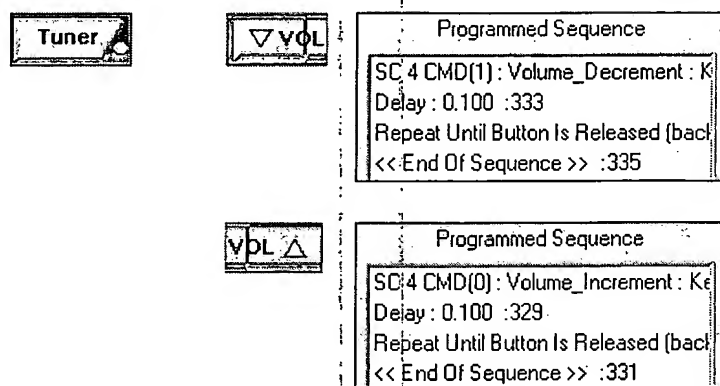 Tuner
▽ VOL
Programmed Sequence
SC 4 CMD(1) : Volume_Decrement : K
Delay : 0.100 :333
Repeat Until Button Is Released (bac
<< End Of Sequence >> :335
VOL △
Programmed Sequence
SC 4 CMD(0) : Volume_Increment : Ke
Delay : 0.100 :329
Repeat Until Button Is Released (bac
<< End Of Sequence >> :331